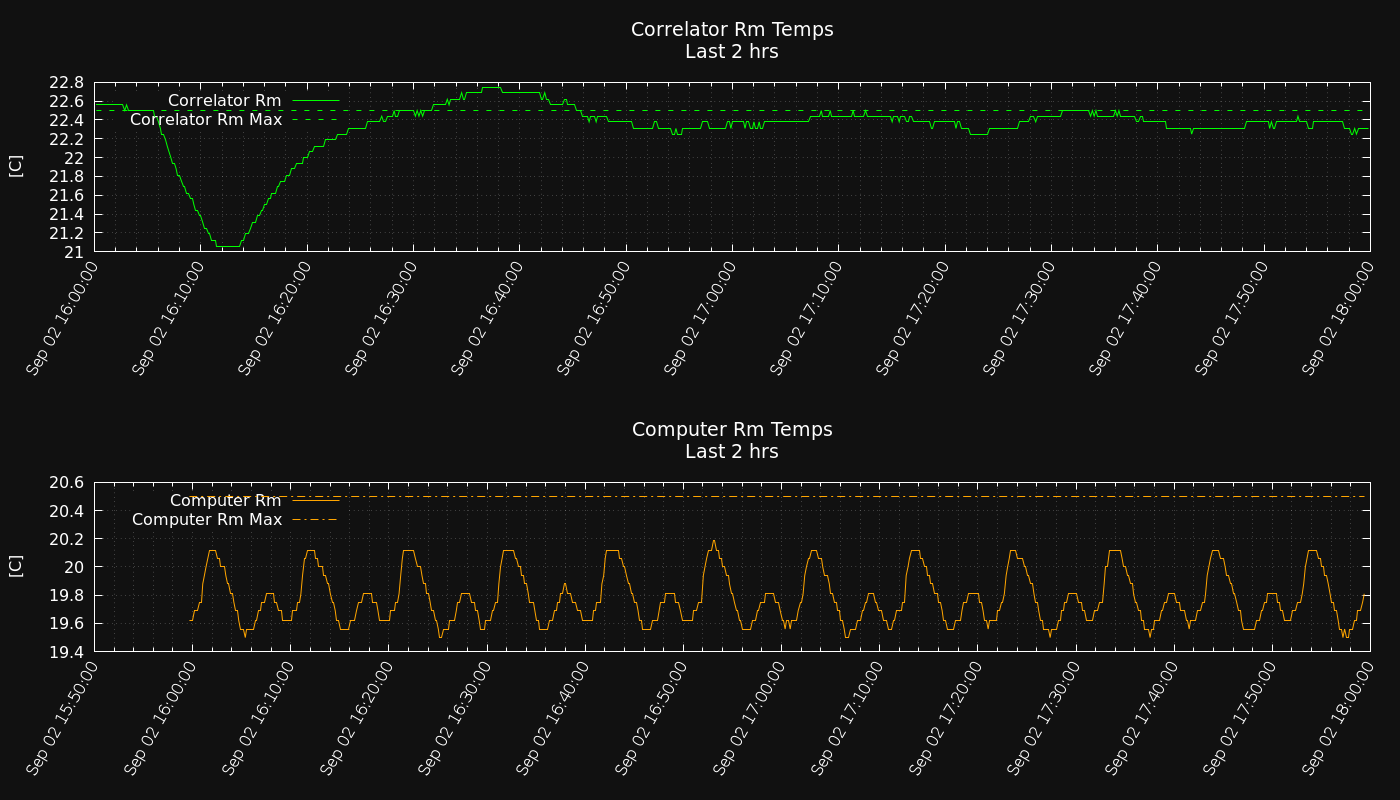 Correlator Rm Temps
Last 2 hrs
22.8
22.6
22.4
22.2
22
21.8
21.6
21.4
21.2
21
[C]
Correlator Rm
Correlator Rm Max
Sep 02 16:00:00
Sep 02 16:10:00
Sep 02 16:20:00
Sep 02 16:30:00
Sep 02 16:40:00
Sep 02 16:50:00
Sep 02 17:00:00
Sep 02 17:10:00
Sep 02 17:20:00
Sep 02 17:30:00
Sep 02 17:40:00
Sep 02 17:50:00
Sep 02 18:00:00
Computer Rm Temps
Last 2 hrs
20.6
20.4
20.2
20
19.8
19.6
19.4
[C]
Computer Rm
Computer Rm Max
Sep 02 15:50:00
Sep 02 16:00:00
Sep 02 16:10:00
Sep 02 16:20:00
Sep 02 16:30:00
Sep 02 16:40:00
Sep 02 16:50:00
Sep 02 17:00:00
Sep 02 17:10:00
Sep 02 17:20:00
Sep 02 17:30:00
Sep 02 17:40:00
Sep 02 17:50:00
Sep 02 18:00:00